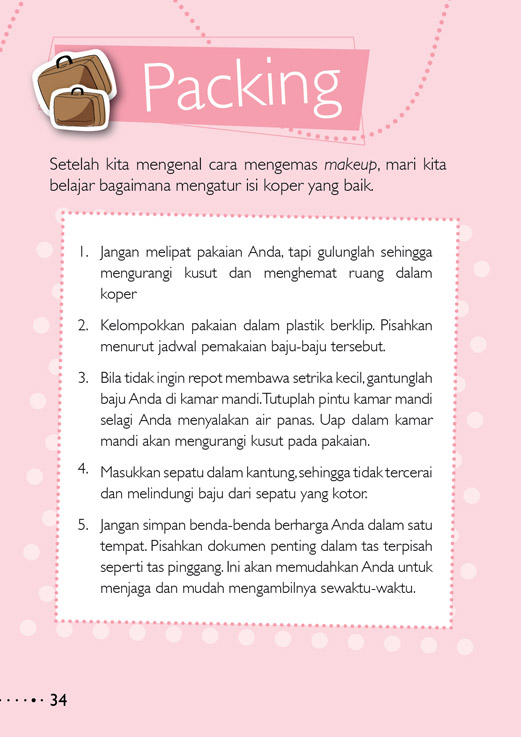 Packing
Setelah kita mengenal cara mengemas makeup, mari kita
belajar bagaimana mengatur isi koper yang baik.
1. Jangan melipat pakaian Anda, tapi gulunglah sehingga
mengurangi kusut dan menghemat ruang dalam
koper
2. Kelompokkan pakaian dalam plastik berklip. Pisahkan
menurut jadwal pemakaian baju-baju tersebut.
3. Bila tidak ingin repot membawa setrika kecil, gantunglah
baju Anda di kamar mandi. Tutuplah pintu kamar mandi
selagi Anda menyalakan air panas. Uap dalam kamar
mandi akan mengurangi kusut pada pakaian.
4. Masukkan sepatu dalam kantung, sehingga tidak tercerai
dan melindungi baju dari sepatu yang kotor.
5. Jangan simpan benda-benda berharga Anda dalam satu
tempat. Pisahkan dokumen penting dalam tas terpisah
seperti tas pinggang. Ini akan memudahkan Anda untuk
menjaga dan mudah mengambilnya sewaktu-waktu.
34